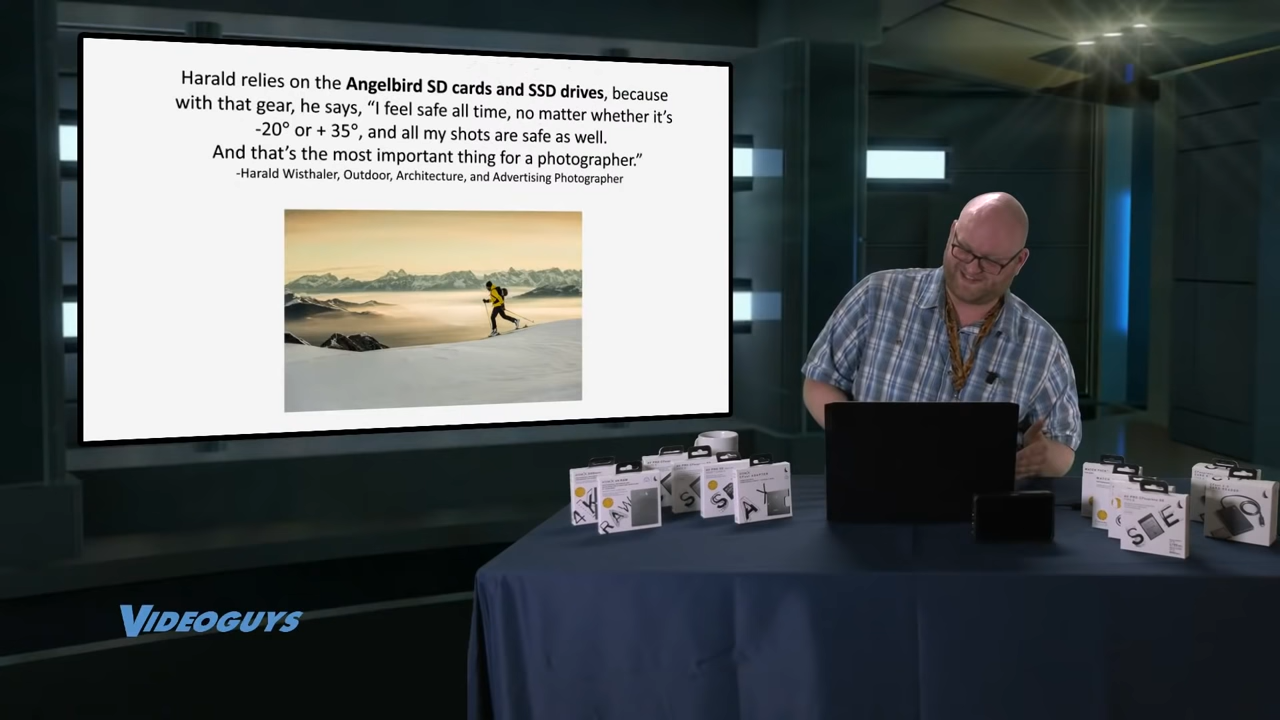 Harald relies on the Angelbird SD cards and SSD drives, because
with that gear, he says, “I feel safe all time, no matter whether it’s
-20° or + 35°, and all my shots are safe as well.
And that’s the most important thing for a photographer.”
-Harald Wisthaler, Outdoor, Architecture, and Advertising Photographer
VIDEOGUYS
RAW